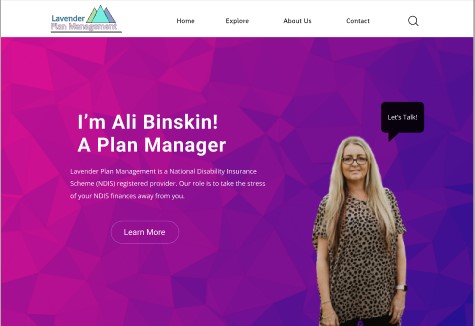 Lavender
Plan Management
Home Explore About Us Contact
Let's Talk!
I'm Ali Binskin!
A Plan Manager
Lavender Plan Management is a National Disability Insurance
Scheme (NDIS) registered provider. Our role is to take the stress
of your NDIS finances away from you.
Learn More